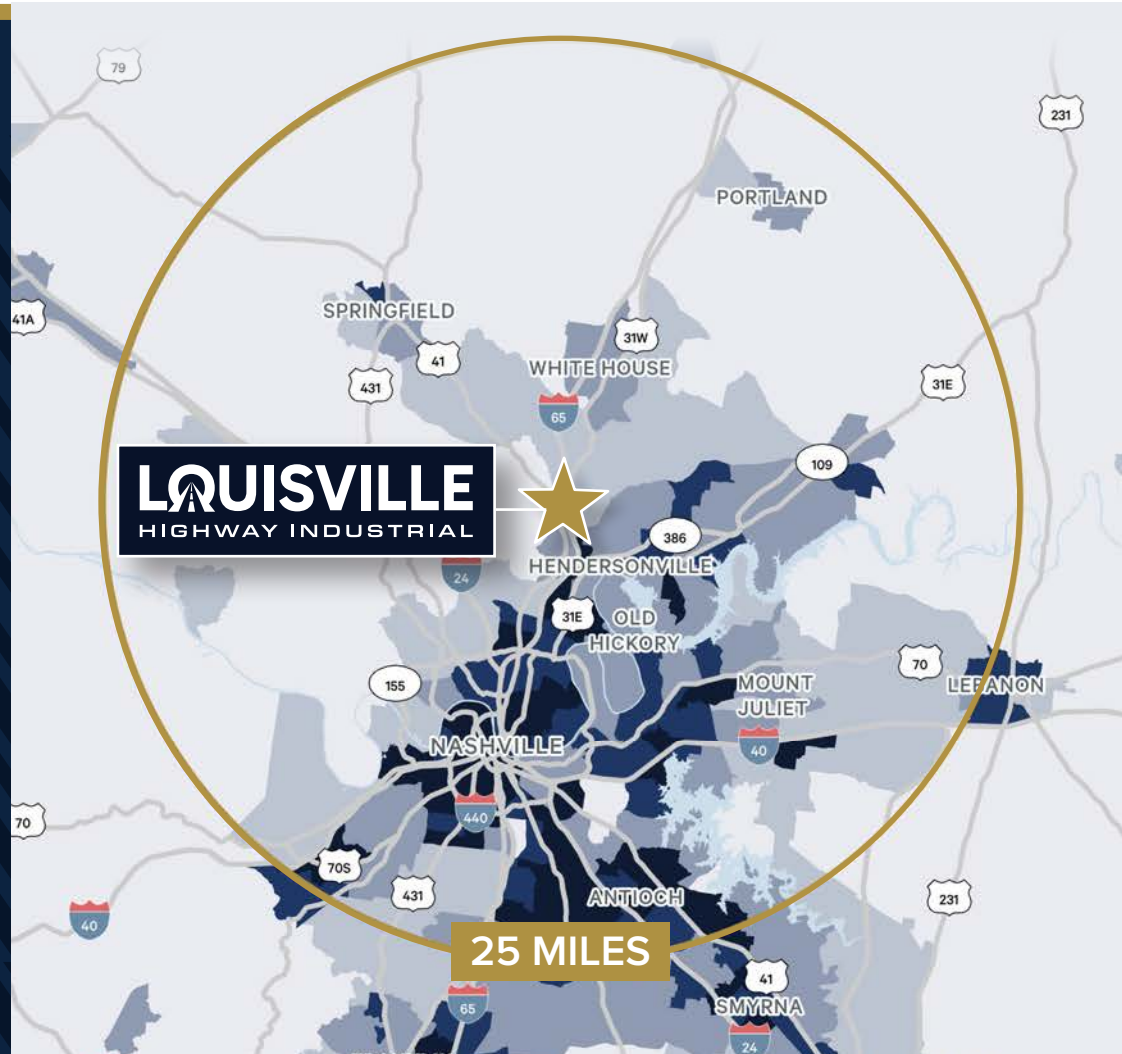 79
231
PORTLAND
41A
SPRINGFIELD
31W
41
WHITE HOUSE
431
31E
65
LOUISVILLE
HIGHWAY INDUSTRIAL
109
386
24
HENDERSONVILLE
31E
OLD
HICKORY
70
155
MOUNT
JULIET
LEBANON
NASHVILLE
40
440
70
70S
431
ANTIOCH
231
40
25 MILES
41
65
SMYRNA
24